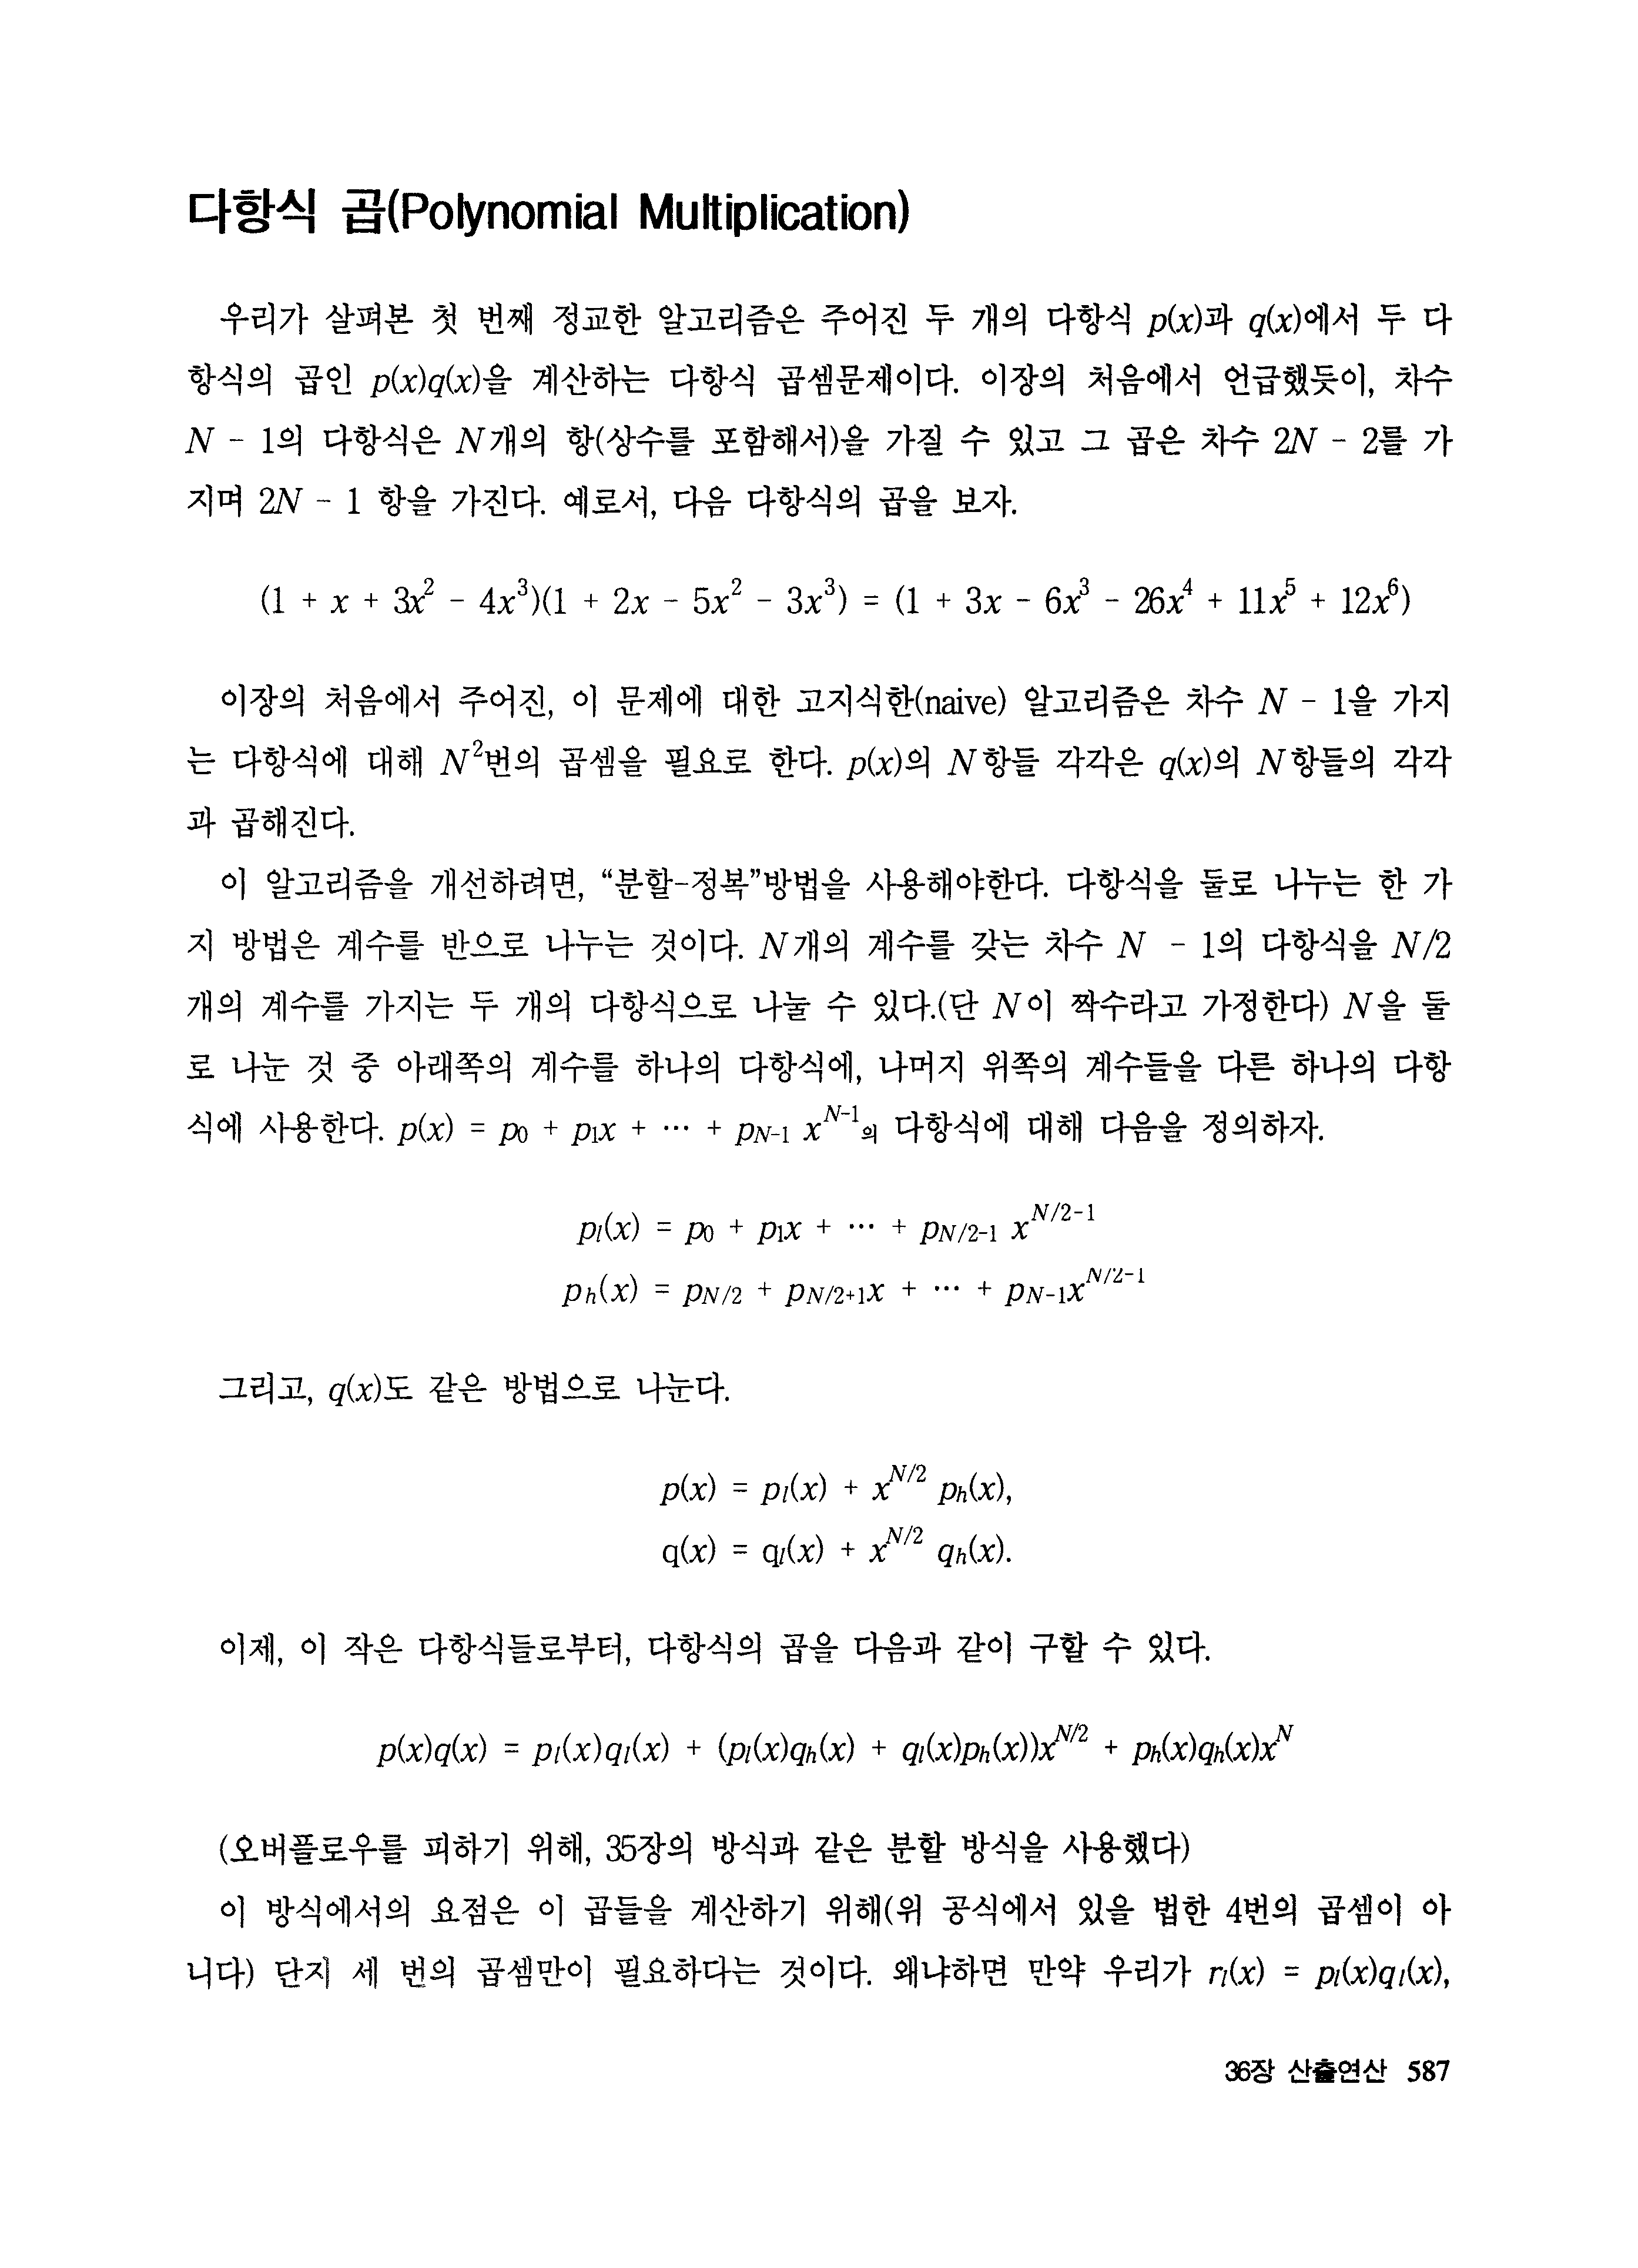 다항식 곱(Polynomial Multiplication)
우리가 살펴본 첫 번째 정교한 알고리즘은 주어진 두 개의 다항식 p(x)과 q(x)에서 두 다
항식의 곱인 p(x)q(x)을 계산하는 다항식 곱셈문제이다. 이장의 처음에서 언급했듯이, 차수
N - 1의 다항식은 N개의 항(상수를 포함해서)을 가질 수 있고 그 곱은 차수 2N - 2를 가
지며 2N - 1 항을 가진다. 예로서, 다음 다항식의 곱을 보자.
(1 + x + 3x² - 4x³)(1 + 2x - 5x² - 3x³) = (1 + 3x - 6x³ - 26x⁴ + 11x⁵ + 12x⁶)
이장의 처음에서 주어진, 이 문제에 대한 고지식한(naive) 알고리즘은 차수 N - 1을 가지
는 다항식에 대해 N²번의 곱셈을 필요로 한다. p(x)의 N항들 각각은 q(x)의 N항들의 각각
과 곱해진다.
이 알고리즘을 개선하려면, “분할-정복”방법을 사용해야한다. 다항식을 둘로 나누는 한 가
지 방법은 계수를 반으로 나누는 것이다. N개의 계수를 갖는 차수 N - 1의 다항식을 N/2
개의 계수를 가지는 두 개의 다항식으로 나눌 수 있다.(단 N이 짝수라고 가정한다) N을 둘
로 나눈 것 중 아래쪽의 계수를 하나의 다항식에, 나머지 위쪽의 계수들을 다른 하나의 다항
식에 사용한다. p(x) = p₀ + p₁x + ⋯ + p_{N-1} x^{N-1}의 다항식에 대해 다음을 정의하자.
p_l(x) = p₀ + p₁x + ⋯ + p_{N/2-1} x^{N/2-1}
p_h(x) = p_{N/2} + p_{N/2+1}x + ⋯ + p_{N-1}x^{N/2-1}
그리고, q(x)도 같은 방법으로 나눈다.
p(x) = p_l(x) + x^{N/2} p_h(x),
q(x) = q_l(x) + x^{N/2} q_h(x).
이제, 이 작은 다항식들로부터, 다항식의 곱을 다음과 같이 구할 수 있다.
p(x)q(x) = p_l(x)q_l(x) + (p_l(x)q_h(x) + q_l(x)p_h(x))x^{N/2} + p_h(x)q_h(x)x^N
(오버플로우를 피하기 위해, 35장의 방식과 같은 분할 방식을 사용했다)
이 방식에서의 요점은 이 곱들을 계산하기 위해(위 공식에서 있을 법한 4번의 곱셈이 아
니다) 단지 세 번의 곱셈만이 필요하다는 것이다. 왜냐하면 만약 우리가 r_l(x) = p_l(x)q_l(x),
36장 산출연산 587